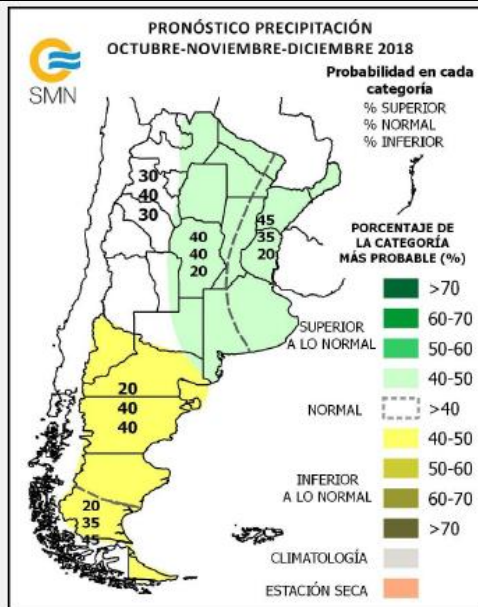 PRONÓSTICO PRECIPITACIÓN
OCTUBRE-NOVIEMBRE-DICIEMBRE 2018
SMN
Probabilidad en cada
categoría
% SUPERIOR
% NORMAL
% INFERIOR
30
40
30
40
40
20
45
35
20
20
40
40
20
35
45
PORCENTAJE DE
LA CATEGORÍA
MÁS PROBABLE (%)
SUPERIOR
A LO NORMAL
>70
60-70
50-60
40-50
NORMAL
>40
INFERIOR
A LO NORMAL
40-50
50-60
60-70
>70
CLIMATOLOGÍA
ESTACIÓN SECA